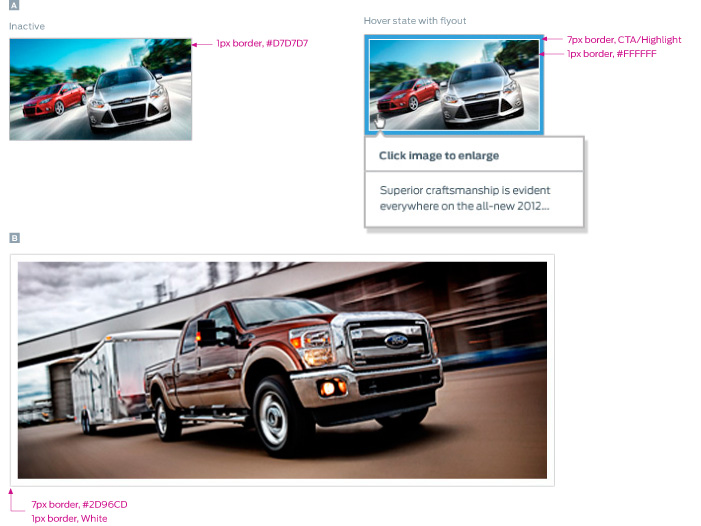 A
Inactive
1px border, #D7D7D7
Hover state with flyout
7px border, CTA/Highlight
1px border, #FFFFFF
Click image to enlarge
Superior craftsmanship is evident
everywhere on the all-new 2012...
B
Ford
7px border, #2D96CD
1px border, White